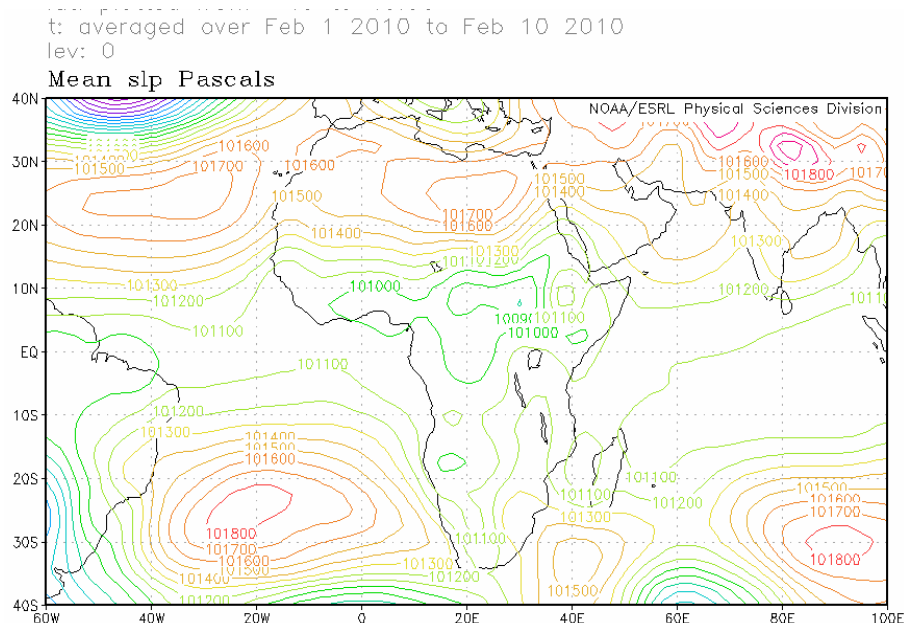 t: averaged over Feb 1 2010 to Feb 10 2010
lev: 0
Mean slp Pascals
40N
NOAA/ESRL Physical Sciences Division
101600 101600 101600
30N 101500 101700 101500 101500 101800
101500 101400 101400
101700
20N 101400 101600
101300 101300
101300
10N 101200 101000 101200
101100 101100 101100
101000
EQ
101100
10S 101200
101300
101400
20S 101500 101100
101600 101100 101200 101500
101300 101600
101800 101700
30S 101700 101100 101800
101600 101300
101500 101200
101400 101500
101200
40S
60W 40W 20W 0 20E 40E 60E 80E 100E